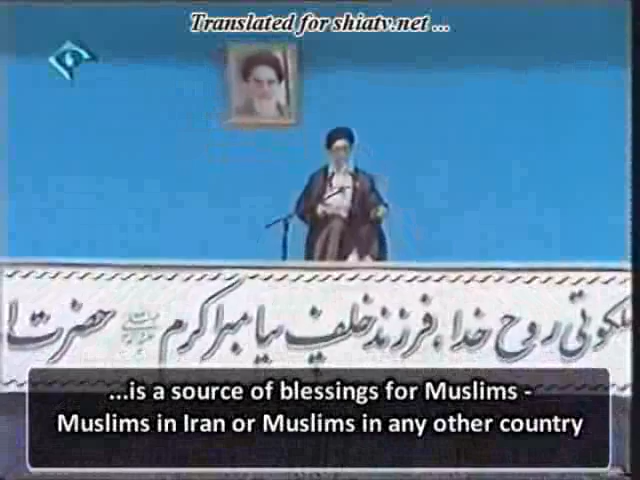 Translated for shiatv.net ...
ملکوتی روح خدا، فرزند خلف پیامبر اکرم حضرت
...is a source of blessings for Muslims -
Muslims in Iran or Muslims in any other country